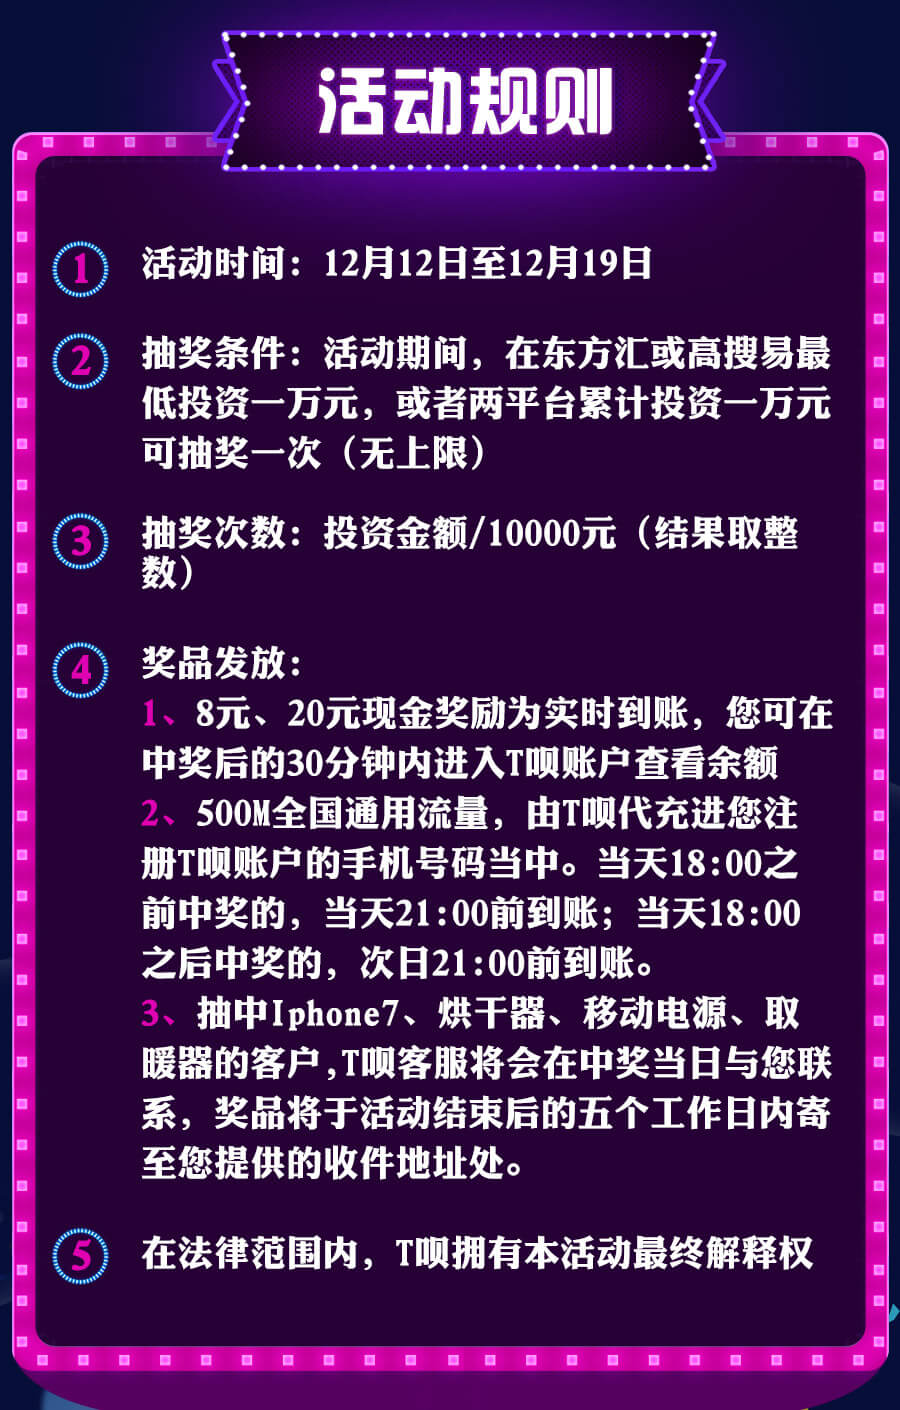 活动规则
1 活动时间：12月12日至12月19日
2 抽奖条件：活动期间，在东方汇或高搜易最
低投资一万元，或者两平台累计投资一万元
可抽奖一次（无上限）
3 抽奖次数：投资金额/10000元（结果取整
数）
4 奖品发放：
1、8元、20元现金奖励为实时到账，您可在
中奖后的30分钟内进入T呗账户查看余额
2、500M全国通用流量，由T呗代充进您注
册T呗账户的手机号码当中。当天18:00之
前中奖的，当天21:00前到账；当天18:00
之后中奖的，次日21:00前到账。
3、抽中Iphone7、烘干器、移动电源、取
暖器的客户,T呗客服将会在中奖当日与您联
系，奖品将于活动结束后的五个工作日内寄
至您提供的收件地址处。
5 在法律范围内，T呗拥有本活动最终解释权